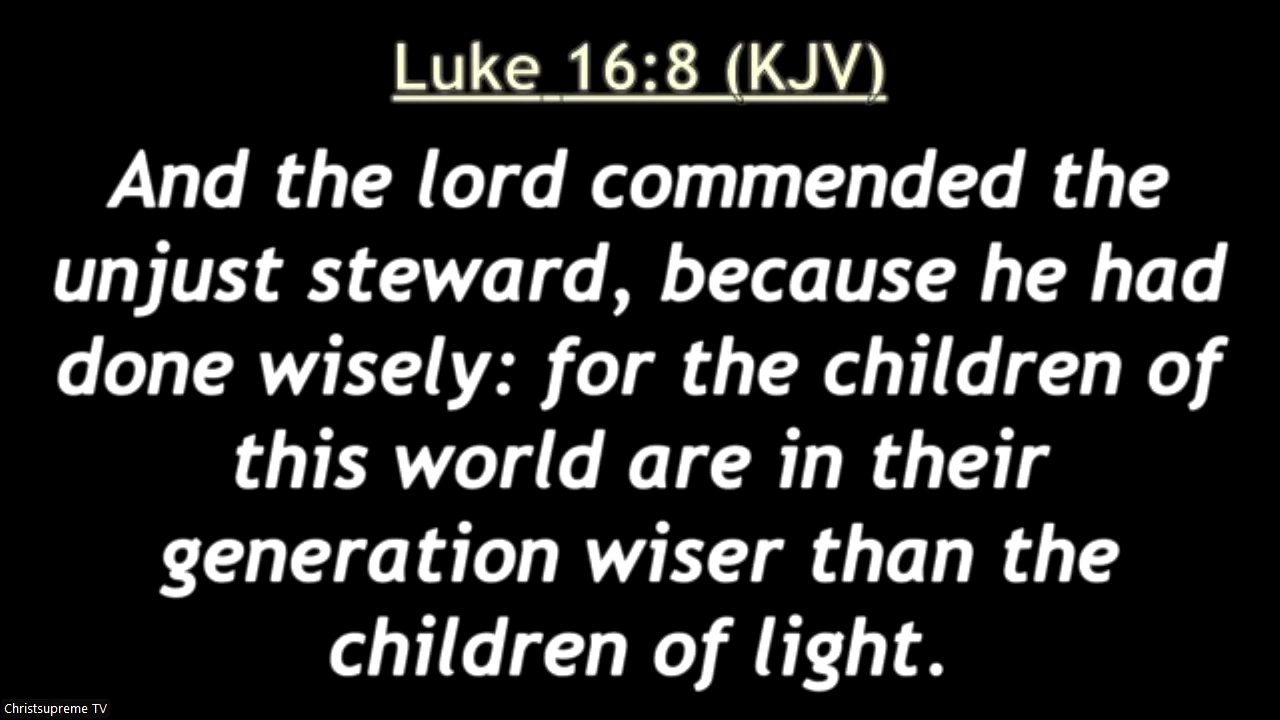 Luke 16:8 (KJV)
And the lord commended the
unjust steward, because he had
done wisely: for the children of
this world are in their
generation wiser than the
children of light.
Christsupreme TV